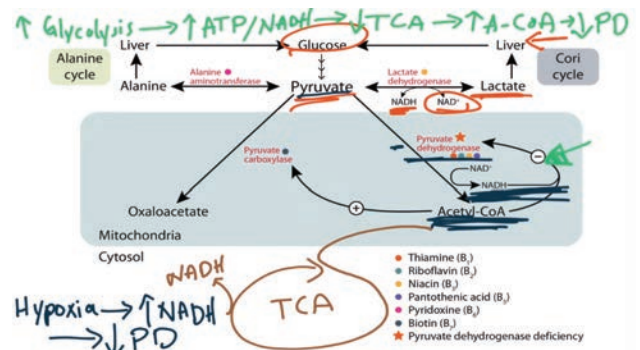 ↑ Glycolysis → ↑ ATP/NADH → ↓ TCA → ↑ A-CoA → ↓ PD
Liver
Glucose
Liver
Alanine cycle
Cori cycle
Alanine aminotransferase
Lactate dehydrogenase
Alanine
Pyruvate
Lactate
NADH
NAD⁺
Pyruvate dehydrogenase
Pyruvate carboxylase
−
NAD⁺
NADH
Oxaloacetate
+
Acetyl-CoA
Mitochondria
Cytosol
Thiamine (B₁)
Riboflavin (B₂)
Niacin (B₃)
Pantothenic acid (B₅)
Pyridoxine (B₆)
Biotin (B₇)
Pyruvate dehydrogenase deficiency
NADH
TCA
Hypoxia → ↑ NADH
→ ↓ PD